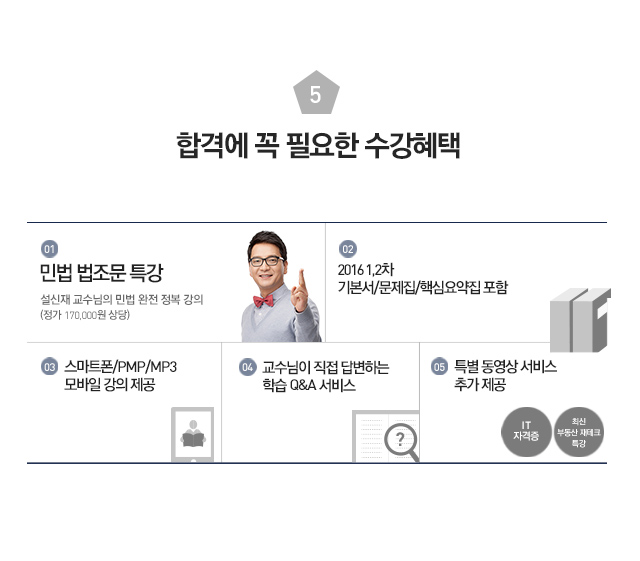 5
합격에 꼭 필요한 수강혜택
01
민법 법조문 특강
설신재 교수님의 민법 완전 정복 강의
(정가 170,000원 상당)
02
2016 1,2차
기본서/문제집/핵심요약집 포함
03 스마트폰/PMP/MP3
모바일 강의 제공
04 교수님이 직접 답변하는
학습 Q&A 서비스
?
05 특별 동영상 서비스
추가 제공
IT
자격증
최신
부동산 재테크
특강